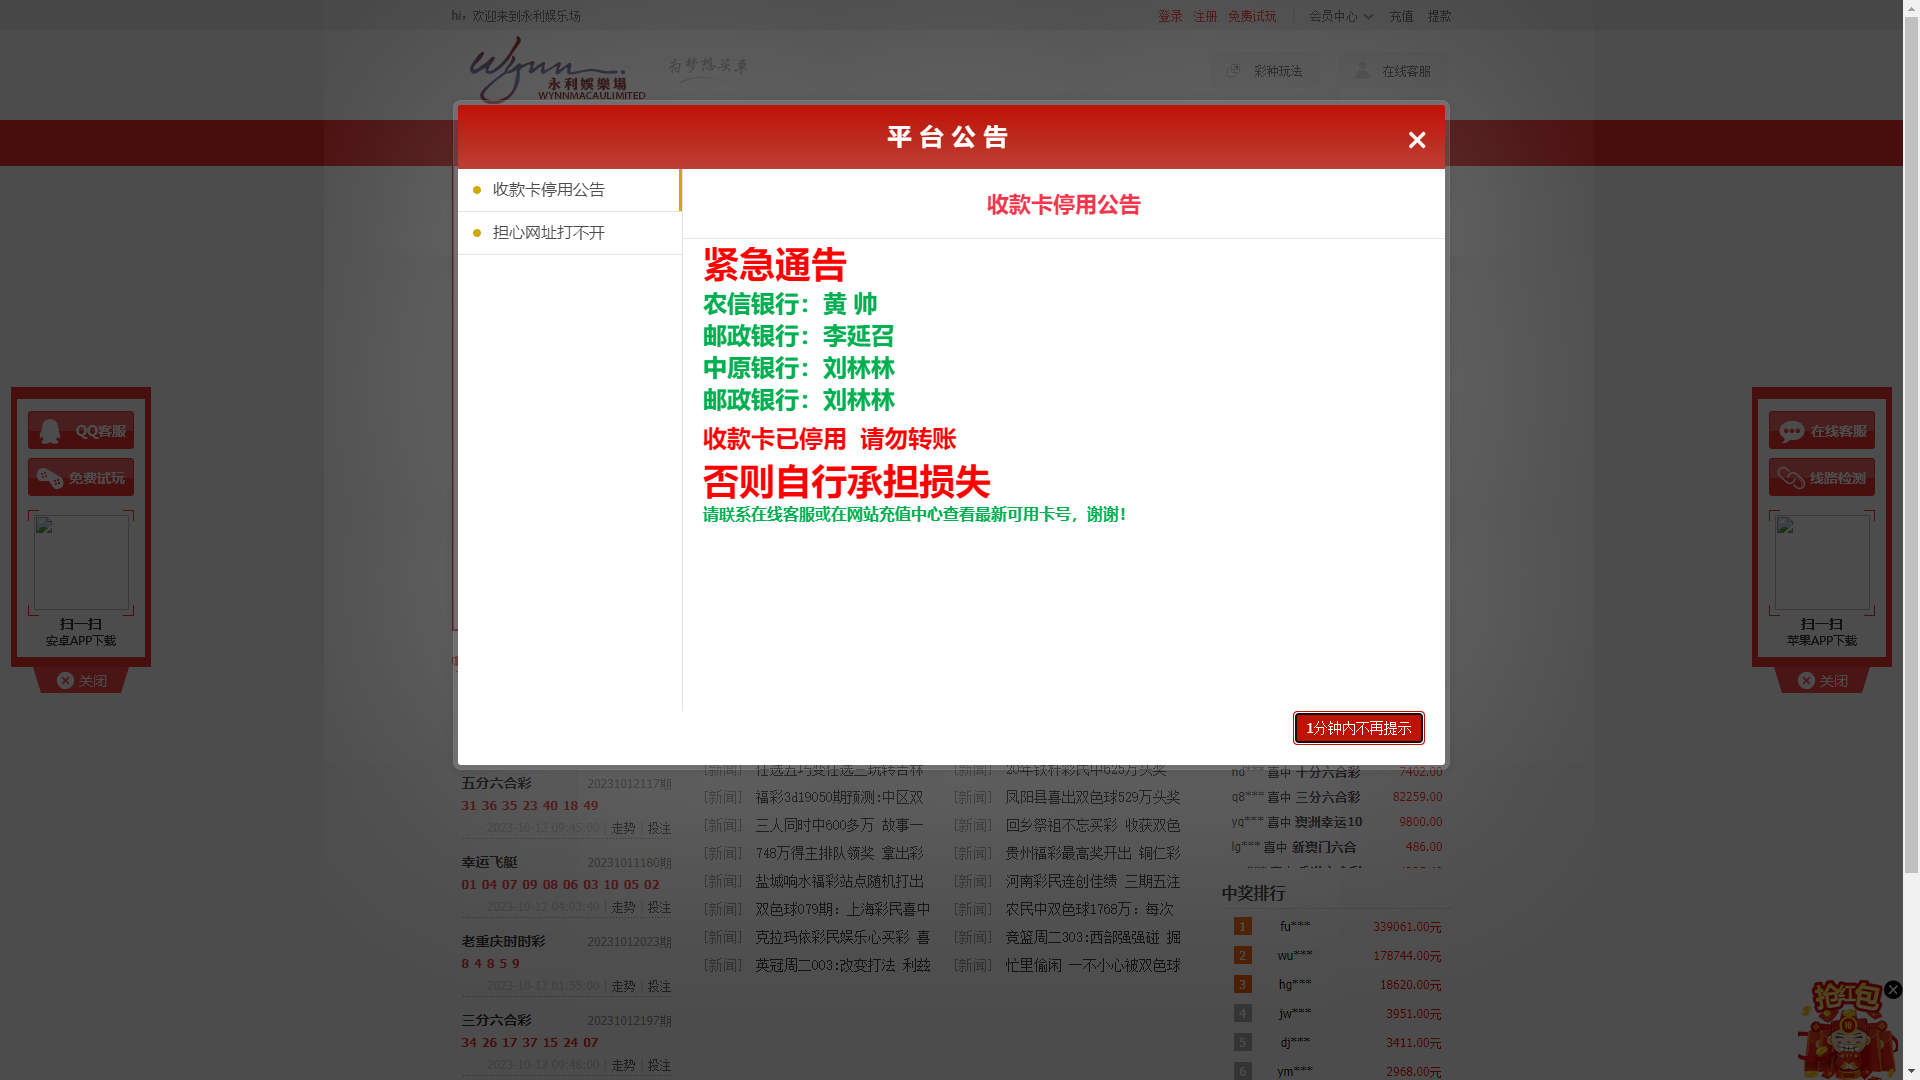 hi，欢迎来到永利娱乐场
登录 注册 免费试玩 会员中心 充值 提款
Wynn
永利娱樂場
WYNNMACAULIMITED
为梦想买单
彩种玩法
在线客服
平台公告
收款卡停用公告
担心网址打不开
收款卡停用公告
紧急通告
农信银行：黄 帅
邮政银行：李延召
中原银行：刘林林
邮政银行：刘林林
收款卡已停用 请勿转账
否则自行承担损失
请联系在线客服或在网站充值中心查看最新可用卡号，谢谢！
1分钟内不再提示
QQ客服
免费试玩
扫一扫
安卓APP下载
关闭
在线客服
线路检测
扫一扫
苹果APP下载
关闭
五分六合彩 20231012117期
31 36 35 23 40 18 49
2023-10-12 09:45:00 | 走势 | 投注
幸运飞艇 20231011180期
01 04 07 09 08 06 03 10 05 02
2023-10-12 04:03:40 | 走势 | 投注
老重庆时时彩 20231012023期
8 4 8 5 9
2023-10-12 01:55:00 | 走势 | 投注
三分六合彩 20231012197期
34 26 17 37 15 24 07
2023-10-12 09:48:00 | 走势 | 投注
[新闻] 任选五巧变任选三玩转吉林
[新闻] 20年铁杆彩民中625万头奖
[新闻] 福彩3d19050期预测:中区双
[新闻] 凤阳县喜出双色球529万头奖
[新闻] 三人同时中600多万 故事一
[新闻] 回乡祭祖不忘买彩 收获双色
[新闻] 748万得主排队领奖 拿出彩
[新闻] 贵州福彩最高奖开出 铜仁彩
[新闻] 盐城响水福彩站点随机打出
[新闻] 河南彩民连创佳绩 三期五注
[新闻] 双色球079期：上海彩民喜中
[新闻] 农民中双色球1768万：每次
[新闻] 克拉玛依彩民娱乐心买彩 喜
[新闻] 竞篮周二303:西部强强碰 掘
[新闻] 英冠周二003:改变打法 利兹
[新闻] 忙里偷闲 一不小心被双色球
nd*** 喜中 十分六合彩 7402.00
q8*** 喜中 三分六合彩 82259.00
yq*** 喜中 澳洲幸运10 9800.00
lg*** 喜中 新澳门六合 486.00
中奖排行
1 fu*** 339061.00元
2 wu*** 178744.00元
3 hg*** 18620.00元
4 jw*** 3951.00元
5 dj*** 3411.00元
6 ym*** 2968.00元
抢红包